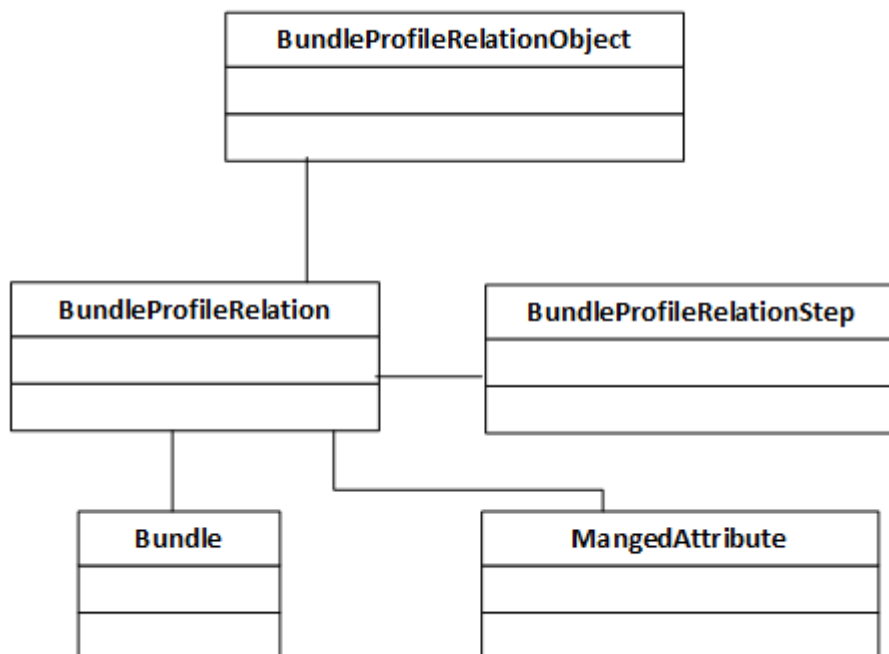 BundleProfileRelationObject
BundleProfileRelation
BundleProfileRelationStep
Bundle
MangedAttribute